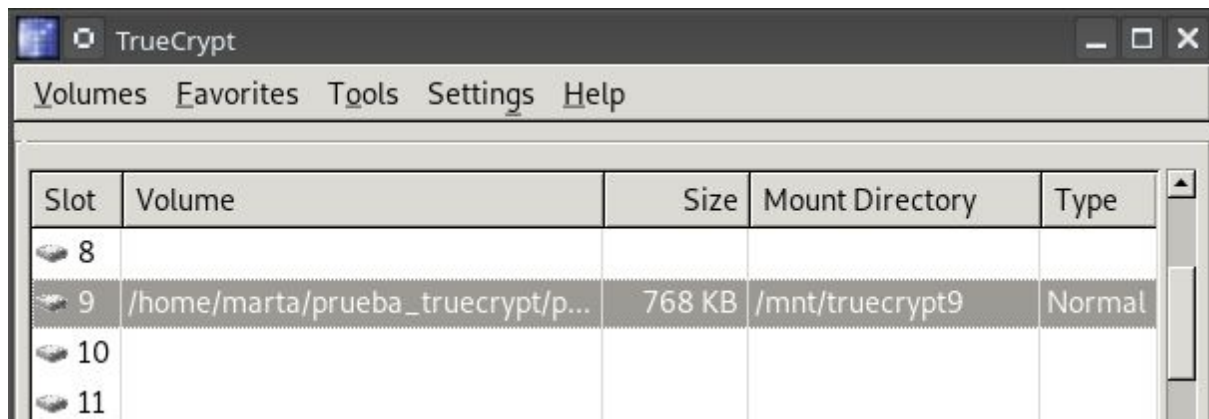 TrueCrypt
Volumes Favorites Tools Settings Help
Slot Volume Size Mount Directory Type
8
9 /home/marta/prueba_truecrypt/p... 768 KB /mnt/truecrypt9 Normal
10
11